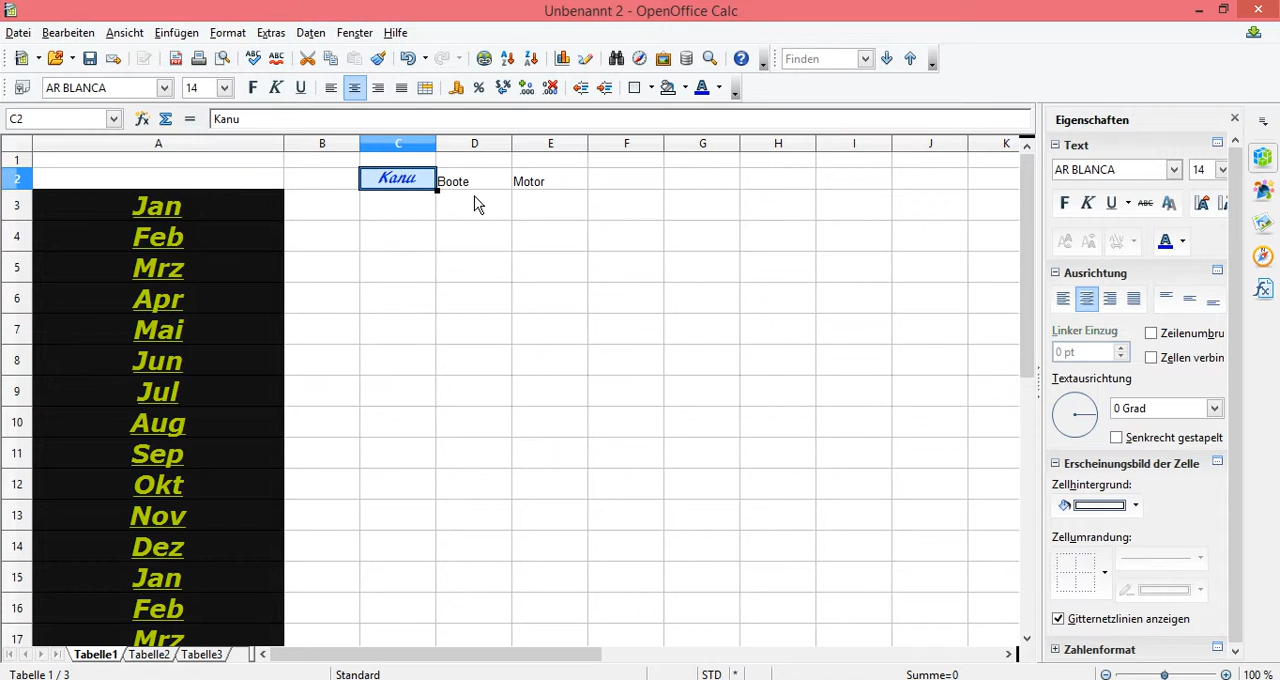 Unbenannt 2 - OpenOffice Calc
Datei Bearbeiten Ansicht Einfügen Format Extras Daten Fenster Hilfe
Finden
AR BLANCA 14 F K U
C2 Kanu
A B C D E F G H I J K
1
2 Kanu Boote Motor
3 Jan
4 Feb
5 Mrz
6 Apr
7 Mai
8 Jun
9 Jul
10 Aug
11 Sep
12 Okt
13 Nov
14 Dez
15 Jan
16 Feb
17 Mrz
Tabelle1 Tabelle2 Tabelle3
Tabelle 1 / 3 Standard STD * Summe=0 100 %
Eigenschaften
Text
AR BLANCA 14
F K U ABC
Ausrichtung
Linker Einzug
0 pt
Zeilenumbru
Zellen verbin
Textausrichtung
0 Grad
Senkrecht gestapelt
Erscheinungsbild der Zelle
Zellhintergrund:
Zellumrandung:
Gitternetzlinien anzeigen
Zahlenformat